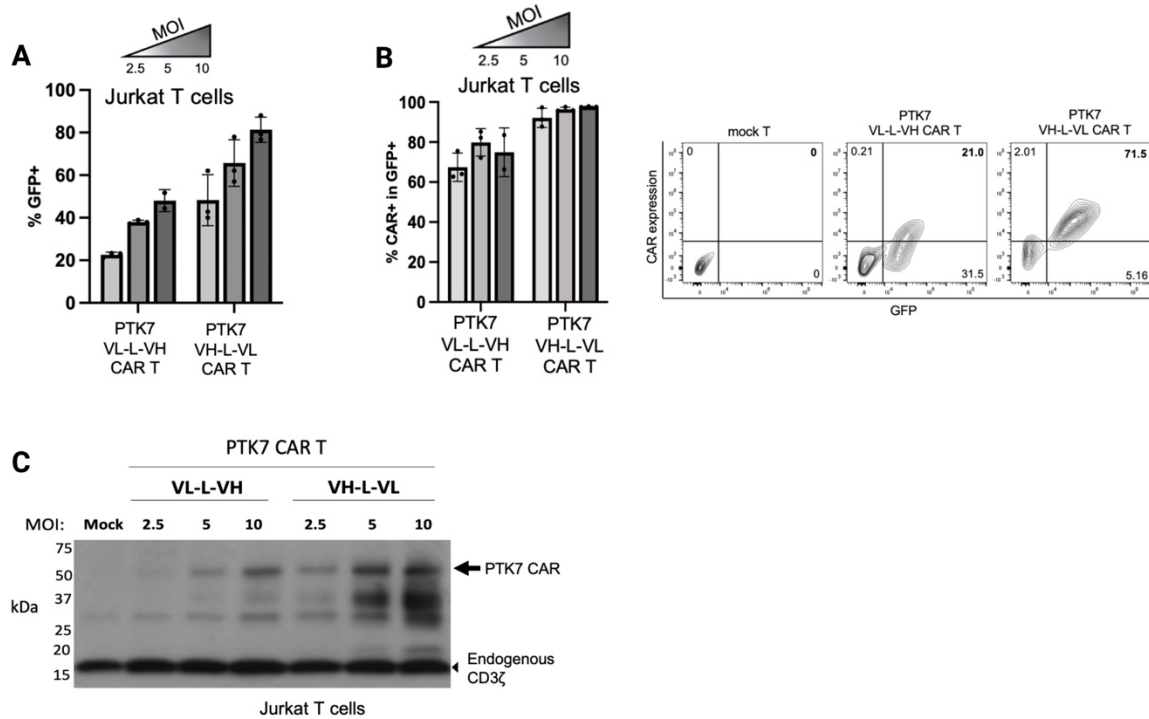 A
MOI
2.5 5 10
Jurkat T cells
% GFP+
100
80
60
40
20
0
PTK7
VL-L-VH
CAR T
PTK7
VH-L-VL
CAR T
B
MOI
2.5 5 10
Jurkat T cells
% CAR+ in GFP+
100
80
60
40
20
0
PTK7
VL-L-VH
CAR T
PTK7
VH-L-VL
CAR T
mock T
PTK7
VL-L-VH CAR T
PTK7
VH-L-VL CAR T
CAR expression
0 0
0
0.21 21.0
31.5
2.01 71.5
5.16
GFP
C
PTK7 CAR T
VL-L-VH VH-L-VL
MOI: Mock 2.5 5 10 2.5 5 10
kDa
75
50
37
25
20
15
PTK7 CAR
Endogenous
CD3ζ
Jurkat T cells